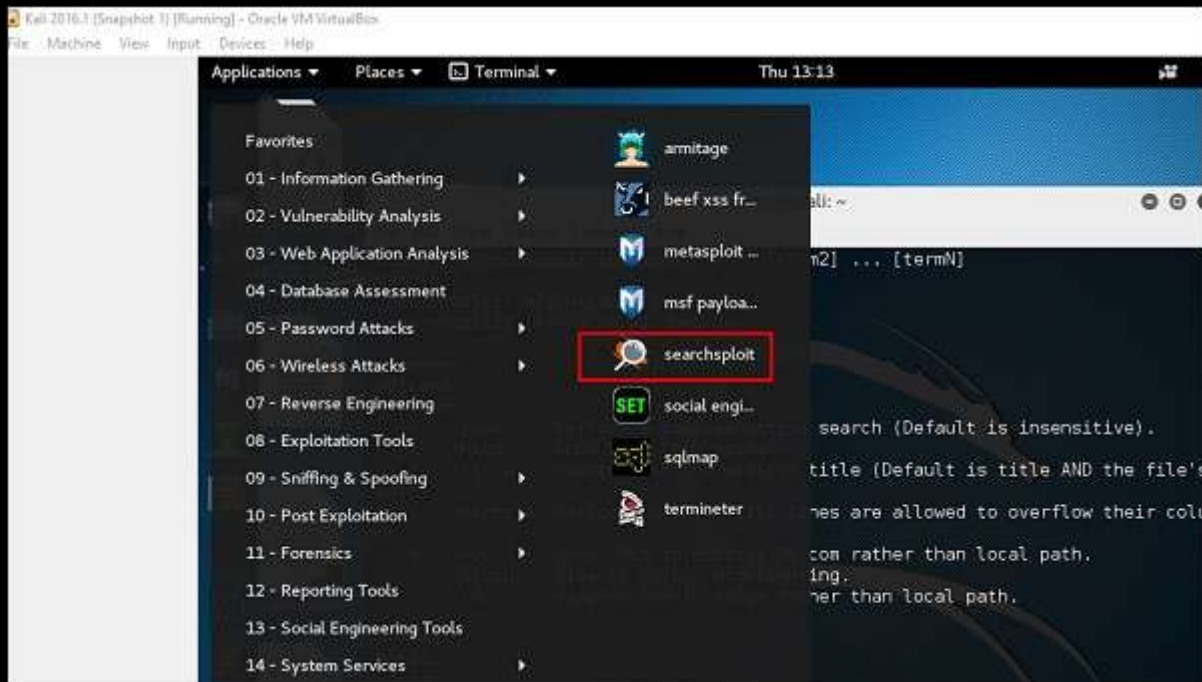 Kali 2016.1 (Snapshot 1) [Running] - Oracle VM VirtualBox
File Machine View Input Devices Help
Applications Places Terminal Thu 13:13
Favorites
01 - Information Gathering
02 - Vulnerability Analysis
03 - Web Application Analysis
04 - Database Assessment
05 - Password Attacks
06 - Wireless Attacks
07 - Reverse Engineering
08 - Exploitation Tools
09 - Sniffing & Spoofing
10 - Post Exploitation
11 - Forensics
12 - Reporting Tools
13 - Social Engineering Tools
14 - System Services
armitage
beef xss fr...
metasploit ...
msf payloa...
searchsploit
SET social engi...
sqlmap
termineter
ali: ~
m2] ... [termN]
search (Default is insensitive).
title (Default is title AND the file's
nes are allowed to overflow their colu
com rather than local path.
ing.
her than local path.